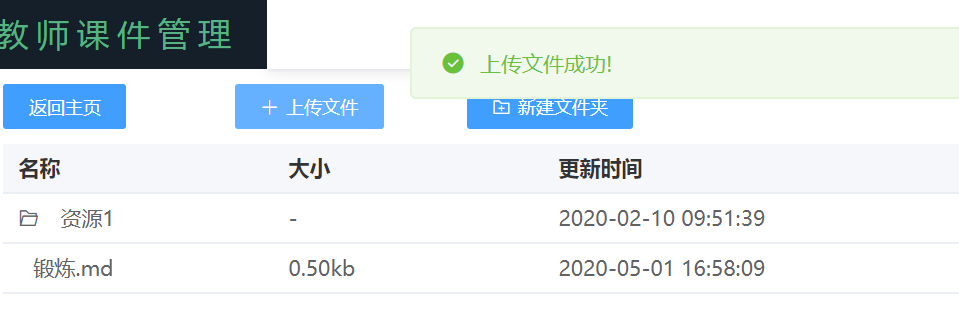 教师课件管理
上传文件成功!
返回主页
上传文件
新建文件夹
名称 大小 更新时间
资源1 - 2020-02-10 09:51:39
锻炼.md 0.50kb 2020-05-01 16:58:09